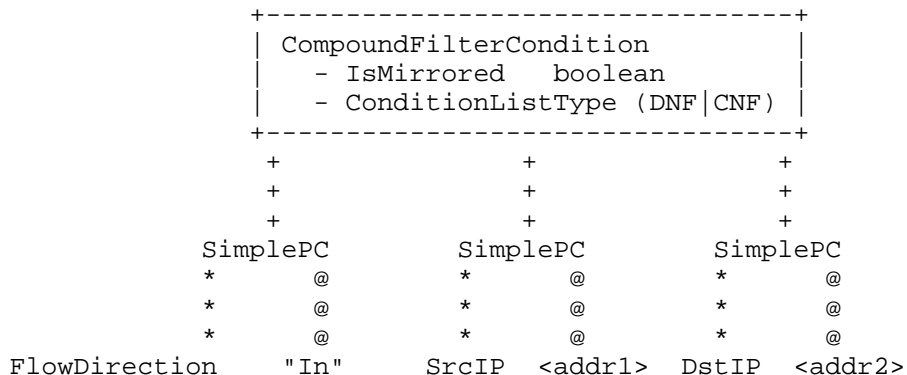 +---------------------------------+
| CompoundFilterCondition         |
|   - IsMirrored   boolean        |
|   - ConditionListType (DNF|CNF) |
+---------------------------------+
+               +               +
+               +               +
+               +               +
SimplePC        SimplePC        SimplePC
*      @        *      @        *      @
*      @        *      @        *      @
*      @        *      @        *      @
FlowDirection    "In"     SrcIP  <addr1>  DstIP  <addr2>